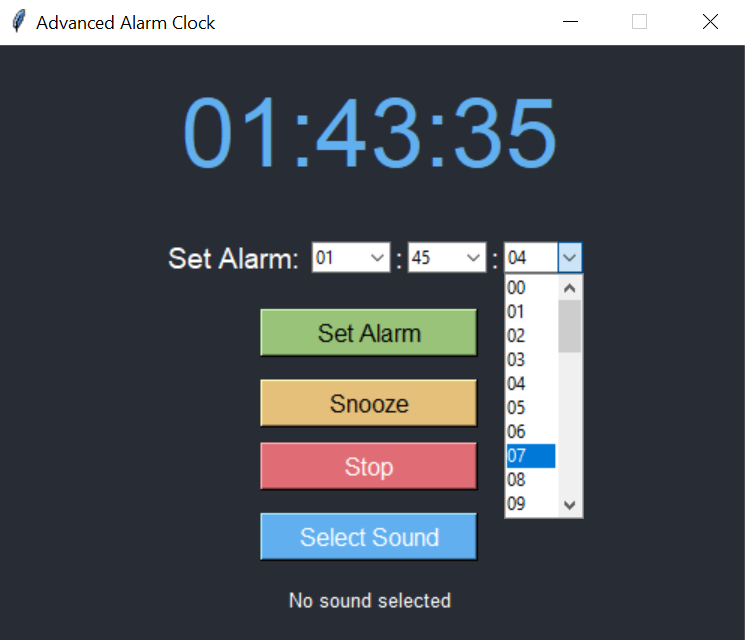 Advanced Alarm Clock
01:43:35
Set Alarm: 01 : 45 : 04
00
01
02
03
04
05
06
07
08
09
Set Alarm
Snooze
Stop
Select Sound
No sound selected